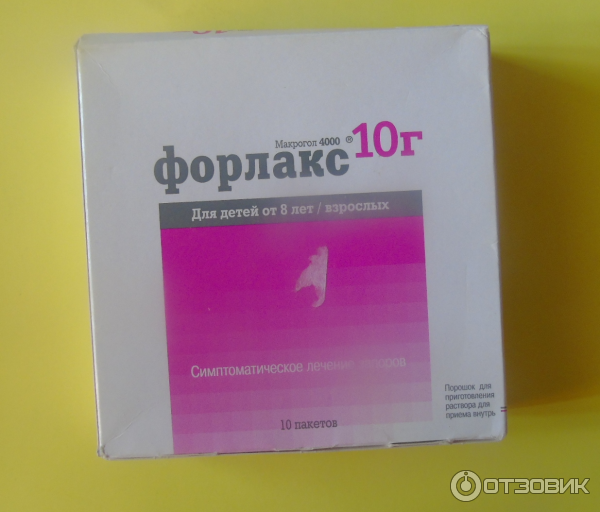 Макрогол 4000
форлакс® 10г
Для детей от 8 лет / взрослых
Симптоматическое лечение запоров
10 пакетов
Порошок для
приготовления
раствора для
приема внутрь
ОТЗОВИК